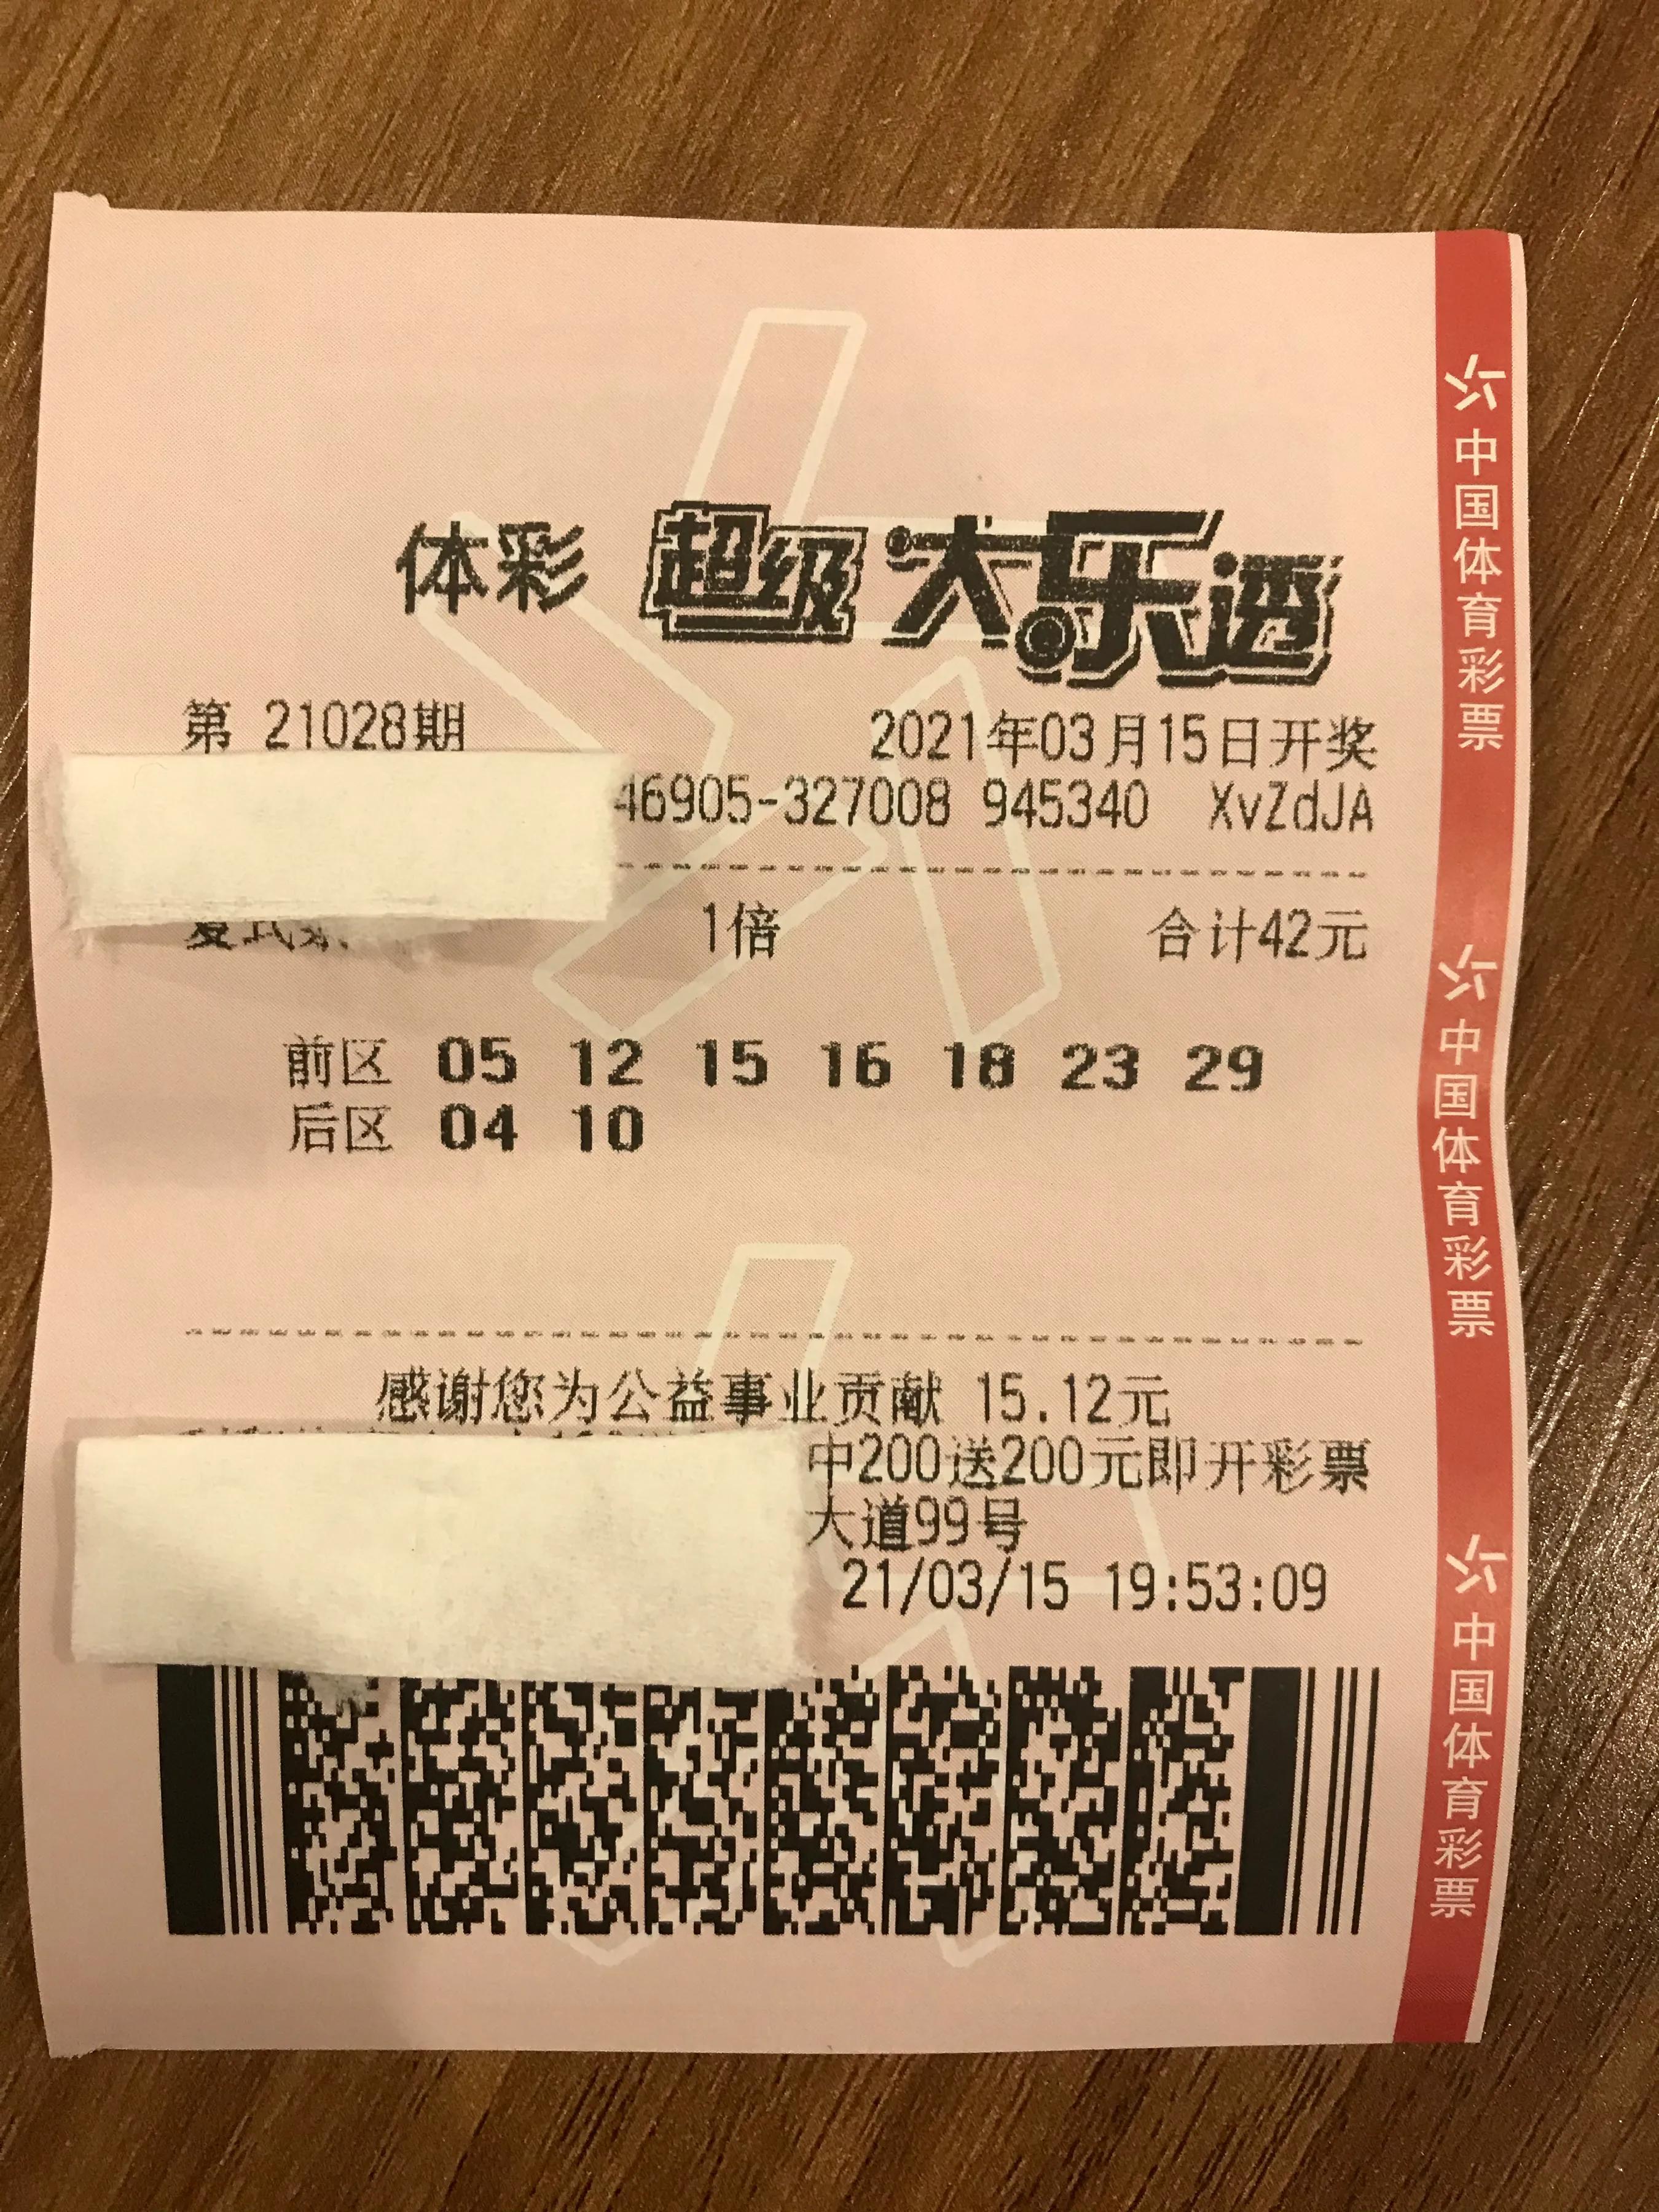 体彩 超级大乐透
第 21028期 2021年03月15日开奖
46905-327008 945340 XvZdJA
复式票 1倍 合计42元
前区 05 12 15 16 18 23 29
后区 04 10
感谢您为公益事业贡献 15.12元
中200送200元即开彩票
大道99号
21/03/15 19:53:09
中国体育彩票
中国体育彩票
中国体育彩票